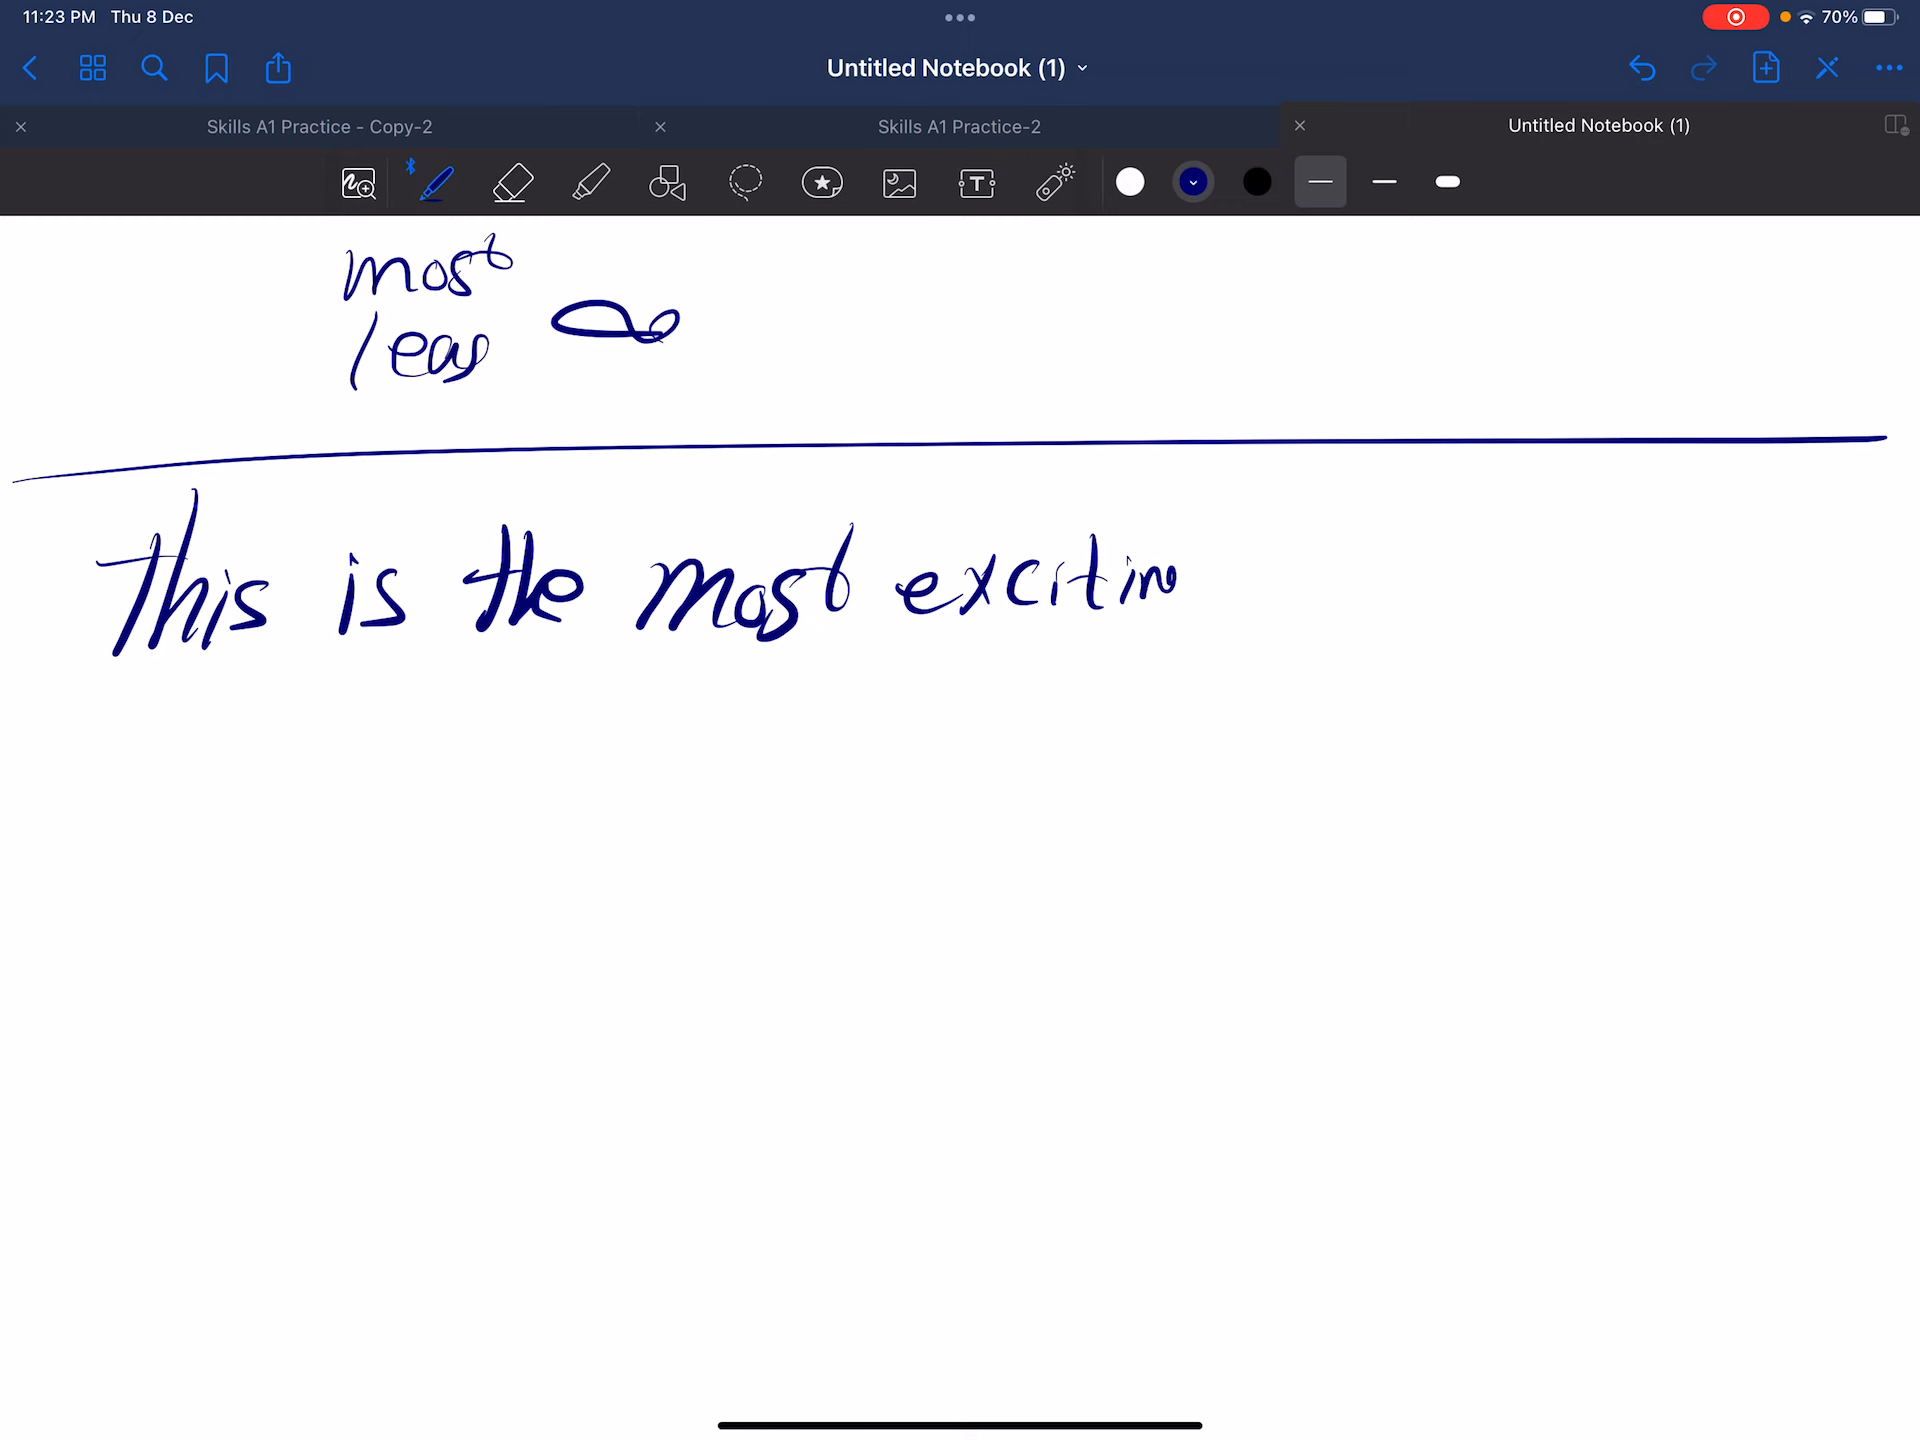 11:23 PM Thu 8 Dec 70%
Untitled Notebook (1)
Skills A1 Practice - Copy-2 Skills A1 Practice-2 Untitled Notebook (1)
T
most
leas
This is the most excitin